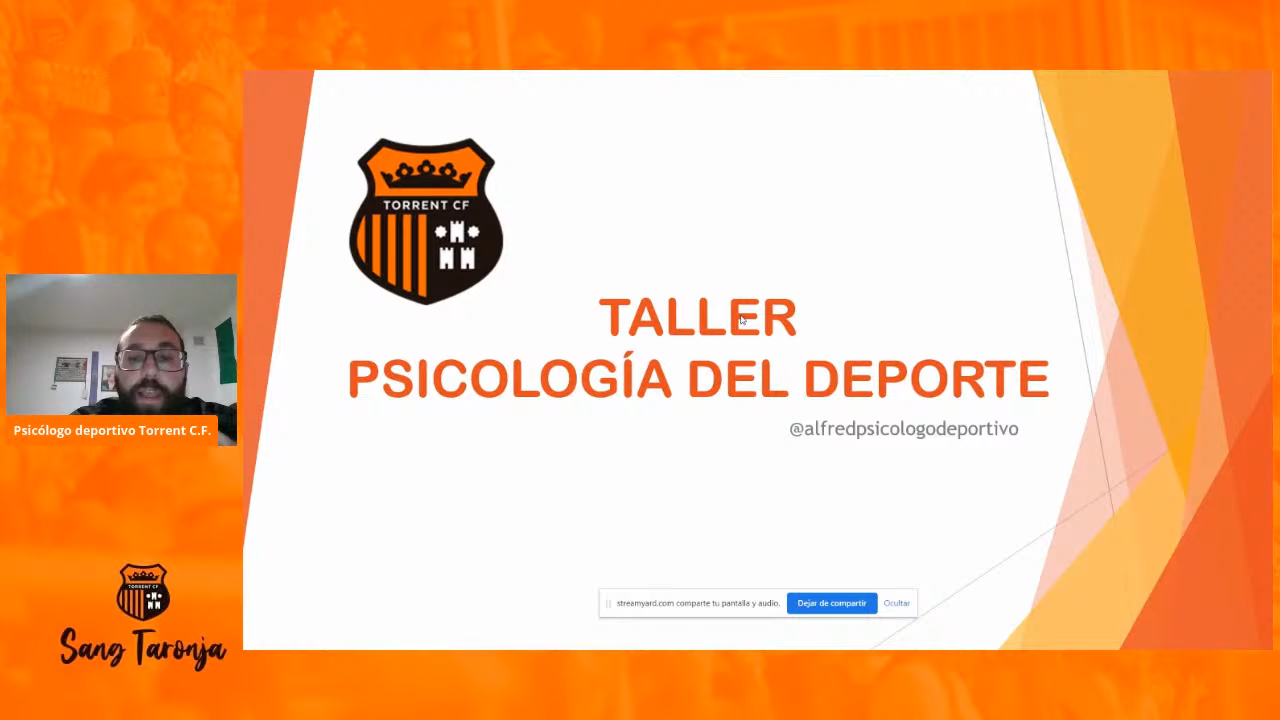 TORRENT CF
TALLER
PSICOLOGÍA DEL DEPORTE
@alfredpsicologodeportivo
Psicólogo deportivo Torrent C.F.
streamyard.com comparte tu pantalla y audio.
Dejar de compartir
Ocultar
TORRENT CF
Sang Taronja